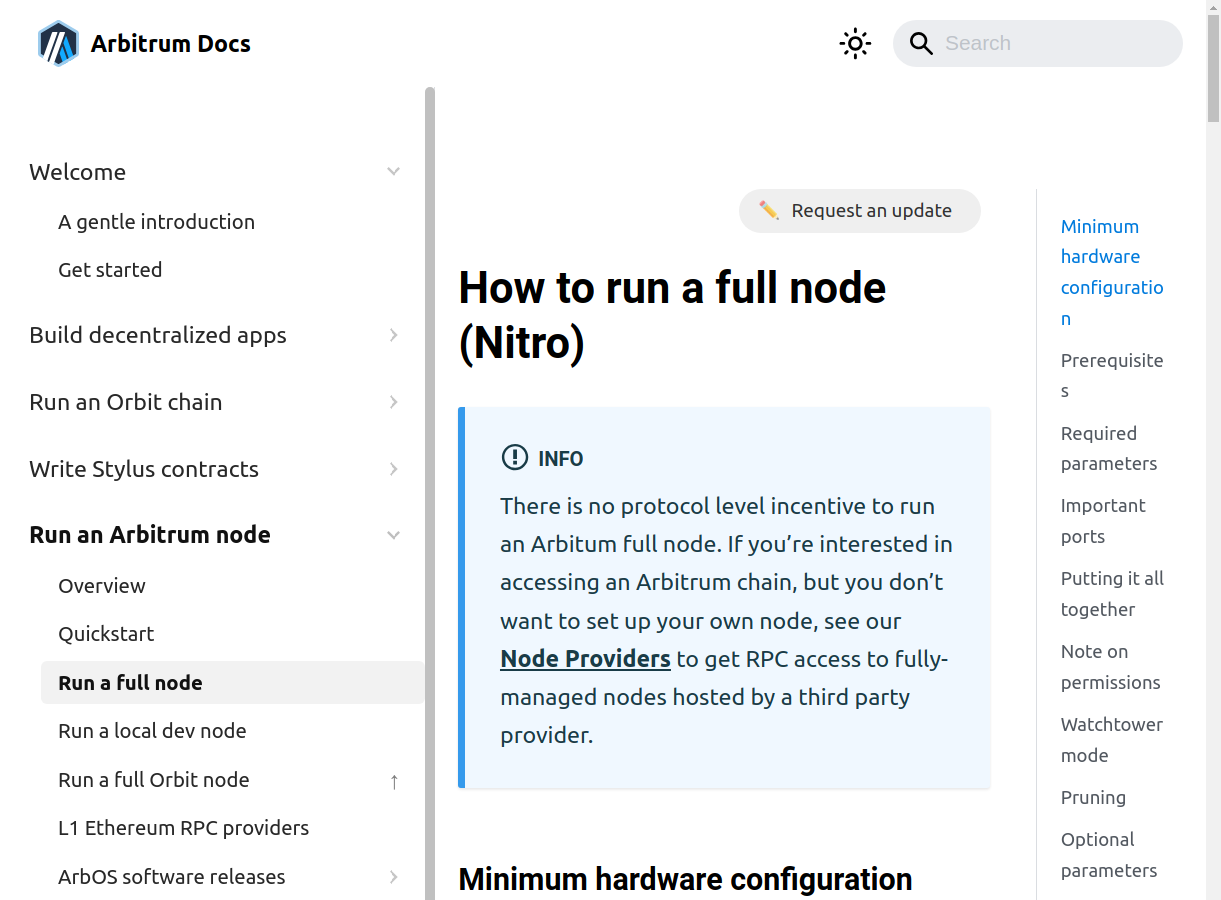 Arbitrum Docs
Search
Welcome
A gentle introduction
Get started
Build decentralized apps
Run an Orbit chain
Write Stylus contracts
Run an Arbitrum node
Overview
Quickstart
Run a full node
Run a local dev node
Run a full Orbit node ↑
L1 Ethereum RPC providers
ArbOS software releases
Request an update
How to run a full node
(Nitro)
INFO
There is no protocol level incentive to run
an Arbitum full node. If you’re interested in
accessing an Arbitrum chain, but you don’t
want to set up your own node, see our
Node Providers to get RPC access to fully-
managed nodes hosted by a third party
provider.
Minimum hardware configuration
Minimum
hardware
configuratio
n
Prerequisite
s
Required
parameters
Important
ports
Putting it all
together
Note on
permissions
Watchtower
mode
Pruning
Optional
parameters